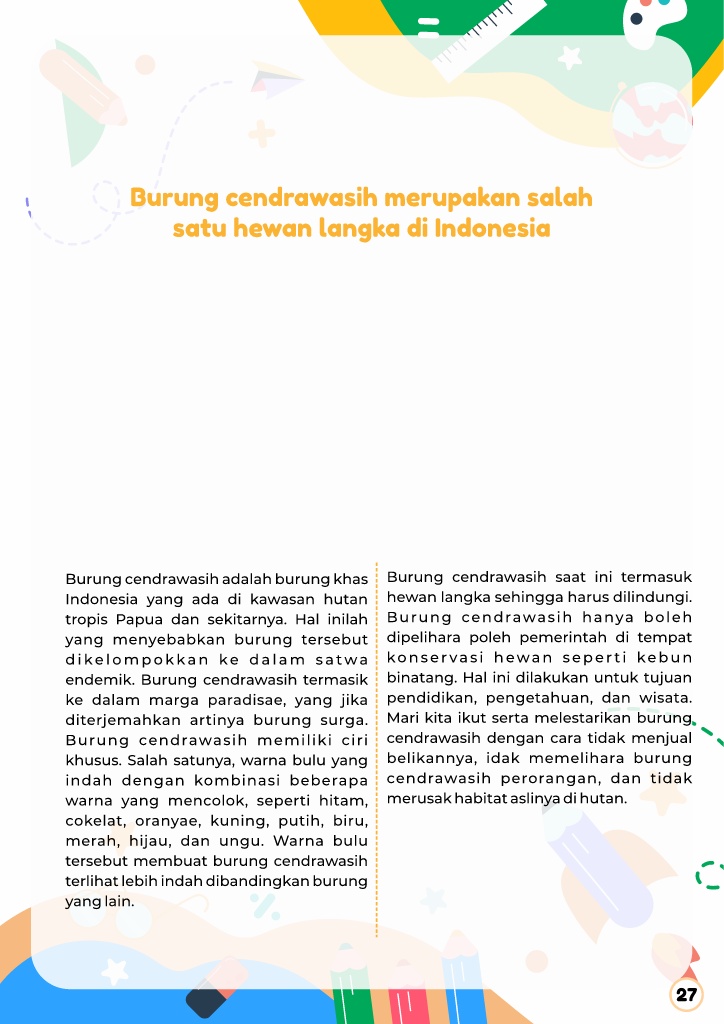 Burung cendrawasih merupakan salah
satu hewan langka di Indonesia
Burung cendrawasih adalah burung khas
Indonesia yang ada di kawasan hutan
tropis Papua dan sekitarnya. Hal inilah
yang menyebabkan burung tersebut
dikelompokkan ke dalam satwa
endemik. Burung cendrawasih termasik
ke dalam marga paradisae, yang jika
diterjemahkan artinya burung surga.
Burung cendrawasih memiliki ciri
khusus. Salah satunya, warna bulu yang
indah dengan kombinasi beberapa
warna yang mencolok, seperti hitam,
cokelat, oranyae, kuning, putih, biru,
merah, hijau, dan ungu. Warna bulu
tersebut membuat burung cendrawasih
terlihat lebih indah dibandingkan burung
yang lain.
Burung cendrawasih saat ini termasuk
hewan langka sehingga harus dilindungi.
Burung cendrawasih hanya boleh
dipelihara poleh pemerintah di tempat
konservasi hewan seperti kebun
binatang. Hal ini dilakukan untuk tujuan
pendidikan, pengetahuan, dan wisata.
Mari kita ikut serta melestarikan burung
cendrawasih dengan cara tidak menjual
belikannya, idak memelihara burung
cendrawasih perorangan, dan tidak
merusak habitat aslinya di hutan.
27